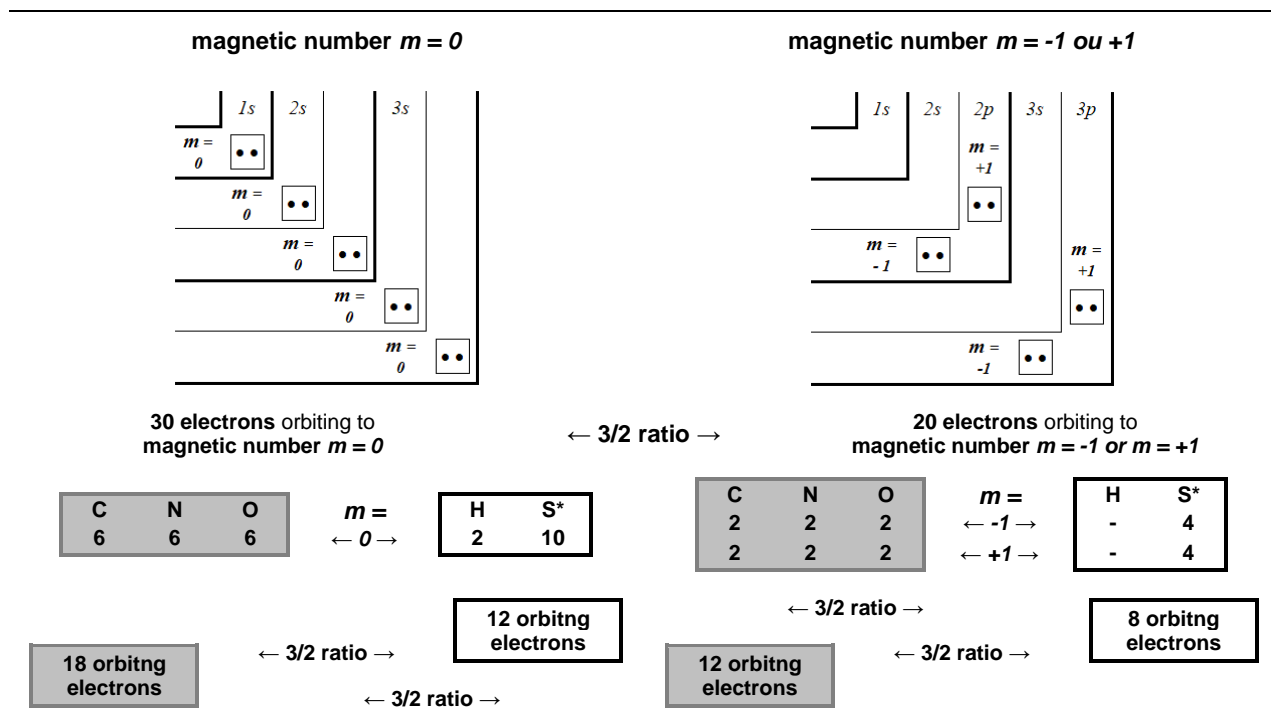 magnetic number m = 0
1s 2s 3s
m =
0
m =
0
m =
0
m =
0
m =
0
30 electrons orbiting to
magnetic number m = 0
← 3/2 ratio →
magnetic number m = -1 ou +1
1s 2s 2p 3s 3p
m =
+1
m =
- 1
m =
+1
m =
-1
20 electrons orbiting to
magnetic number m = -1 or m = +1
C N O
6 6 6
m =
← 0 →
H S*
2 10
C N O
2 2 2
2 2 2
m =
← -1 →
← +1 →
H S*
- 4
- 4
12 orbitng
electrons
18 orbitng
electrons
← 3/2 ratio →
← 3/2 ratio →
← 3/2 ratio →
8 orbitng
electrons
12 orbitng
electrons
← 3/2 ratio →